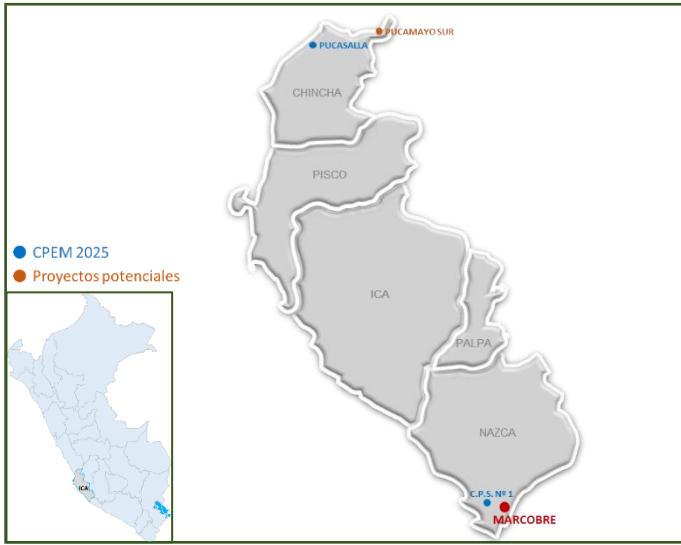 PUCAMAYO SUR
PUCASALLA
CHINCHA
PISCO
CPEM 2025
Proyectos potenciales
ICA
PALPA
NAZCA
ICA
C.P.S. Nº 1
MARCOBRE